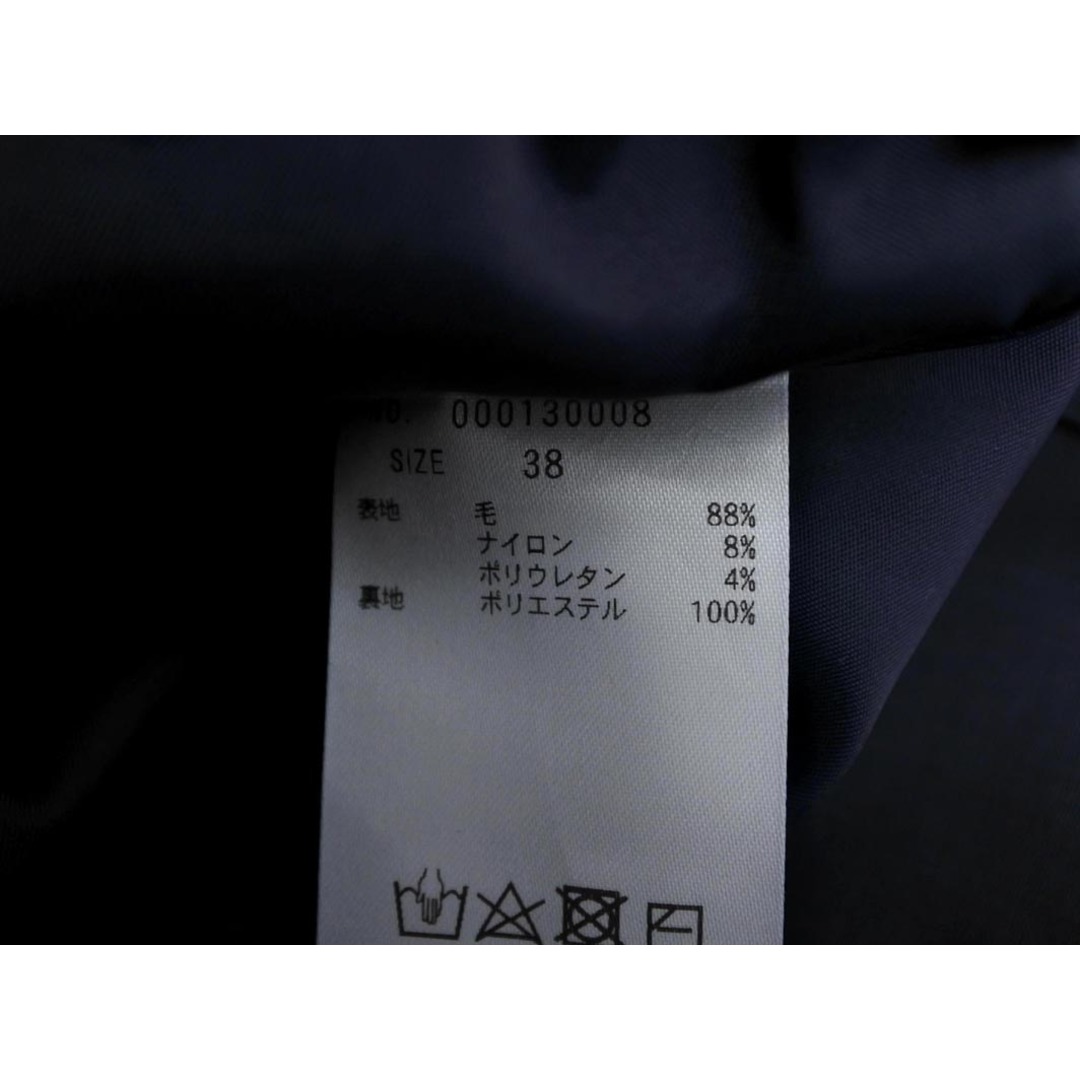 No. 000130008
SIZE 38
表地 毛 88%
ナイロン 8%
ポリウレタン 4%
裏地 ポリエステル 100%